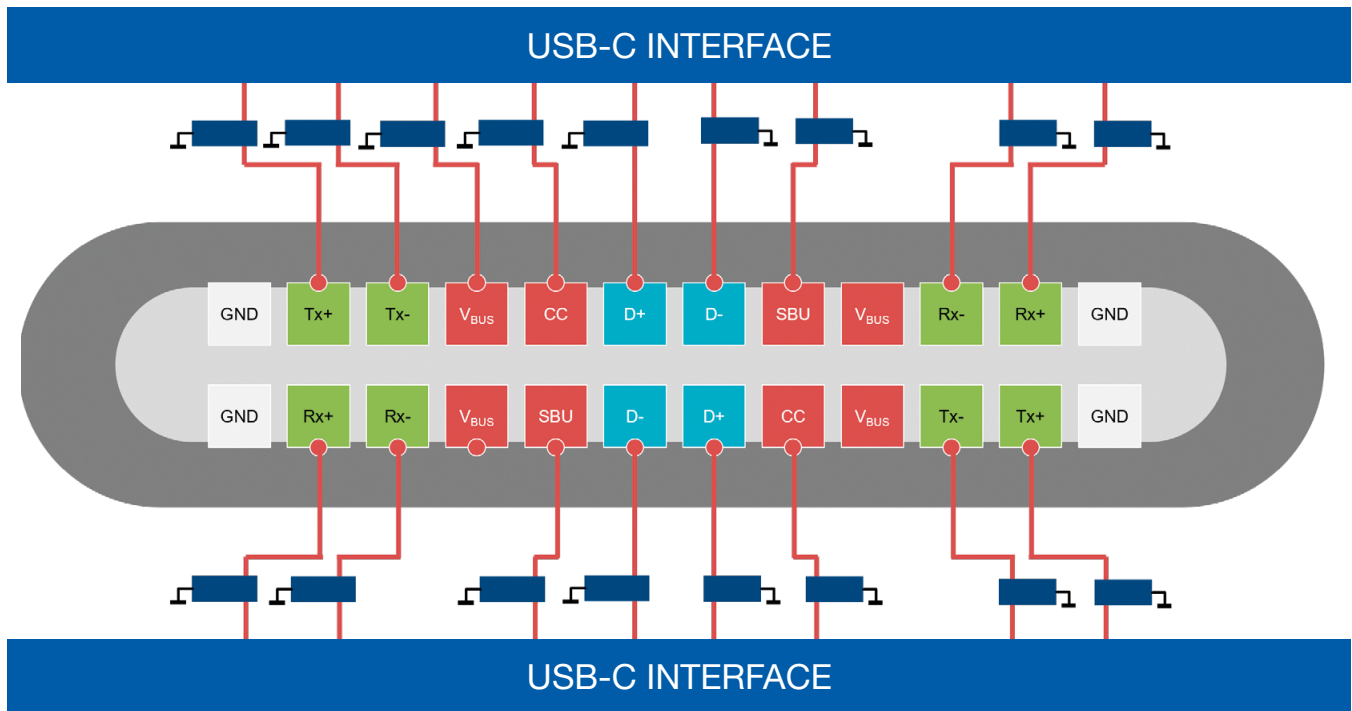 USB-C INTERFACE
GND Tx+ Tx- VBUS CC D+ D- SBU VBUS Rx- Rx+ GND
GND Rx+ Rx- VBUS SBU D- D+ CC VBUS Tx- Tx+ GND
USB-C INTERFACE